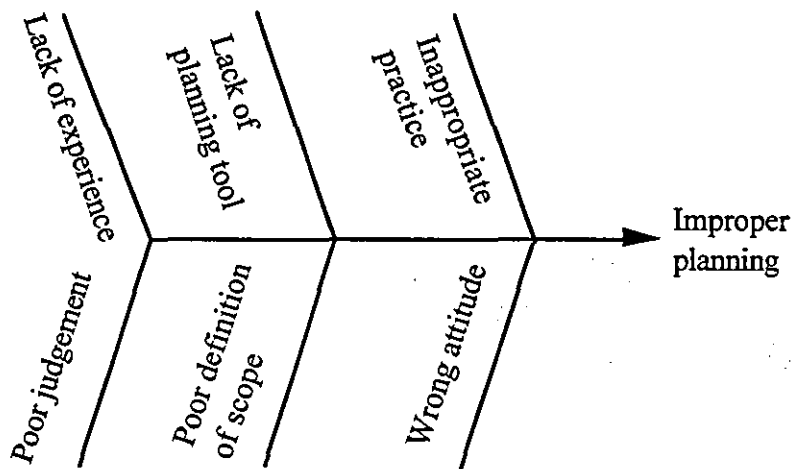 Lack of experience
Lack of
planning tool
Inappropriate
practice
Improper
planning
Poor judgement
Poor definition
of scope
Wrong attitude